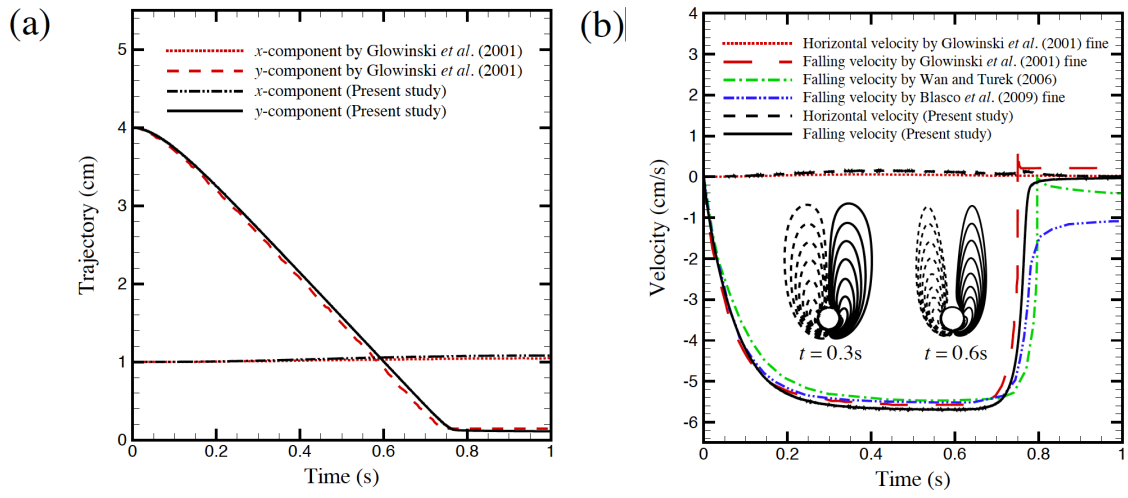 (a)
x-component by Glowinski et al. (2001)
y-component by Glowinski et al. (2001)
x-component (Present study)
y-component (Present study)
Trajectory (cm)
5
4
3
2
1
0
0 0.2 0.4 0.6 0.8 1
Time (s)
(b)
Horizontal velocity by Glowinski et al. (2001) fine
Falling velocity by Glowinski et al. (2001) fine
Falling velocity by Wan and Turek (2006)
Falling velocity by Blasco et al. (2009) fine
Horizontal velocity (Present study)
Falling velocity (Present study)
Velocity (cm/s)
4
3
2
1
0
-1
-2
-3
-4
-5
-6
t = 0.3s t = 0.6s
0 0.2 0.4 0.6 0.8 1
Time (s)